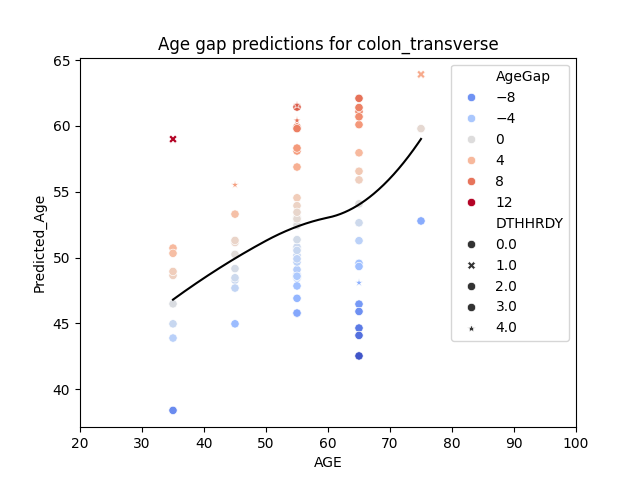 Age gap predictions for colon_transverse
65
60
55
50
45
40
Predicted_Age
20 30 40 50 60 70 80 90 100
AGE
AgeGap
−8
−4
0
4
8
12
DTHHRDY
0.0
1.0
2.0
3.0
4.0